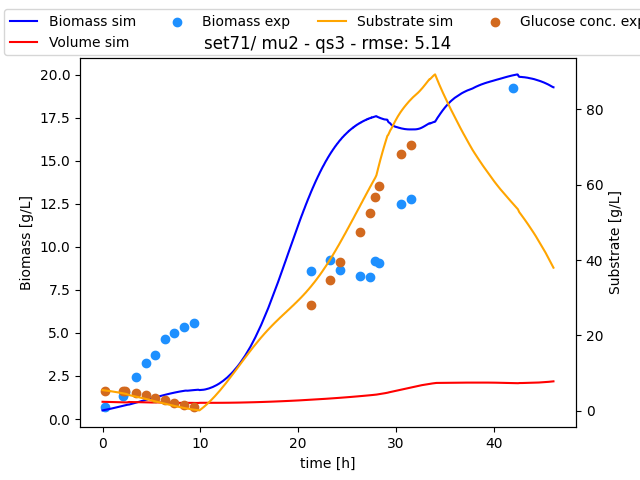 Biomass sim Biomass exp Substrate sim Glucose conc. exp
Volume sim
set71/ mu2 - qs3 - rmse: 5.14
20.0
17.5
15.0
12.5
10.0
7.5
5.0
2.5
0.0
Biomass [g/L]
80
60
40
20
0
Substrate [g/L]
0 10 20 30 40
time [h]